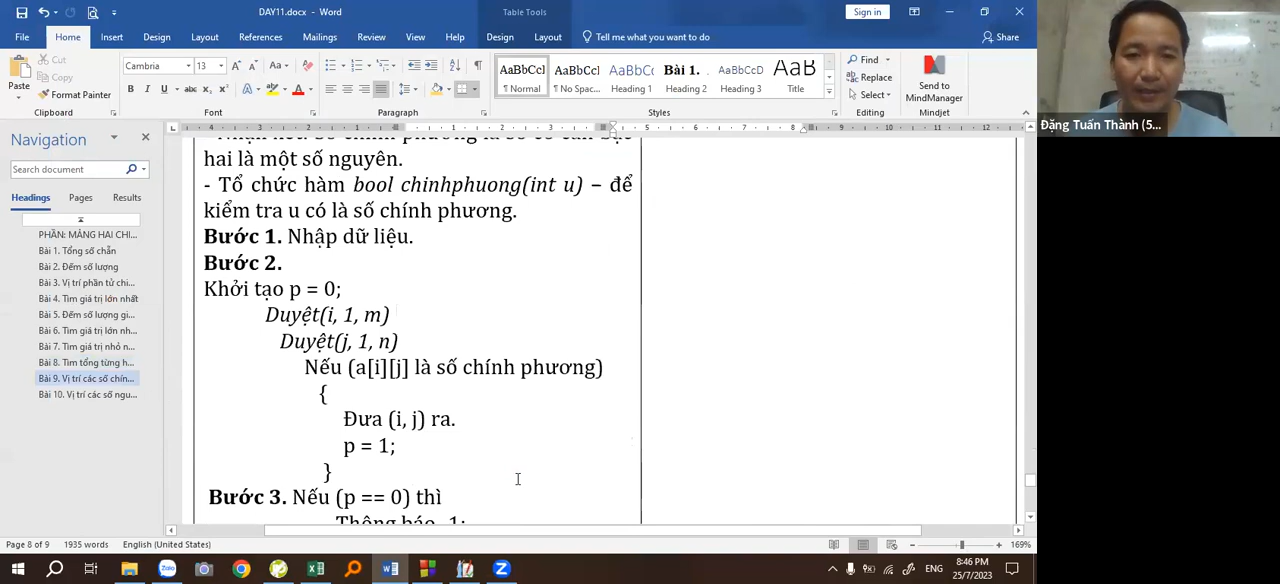 DAY11.docx - Word
Table Tools
Sign in
File
Home
Insert
Design
Layout
References
Mailings
Review
View
Help
Design
Layout
Tell me what you want to do
Share
Paste
Cut
Copy
Format Painter
Clipboard
Cambria
13
Font
Paragraph
AaBbCcl
¶ Normal
AaBbCcl
¶ No Spac...
AaBbC
Heading 1
Bài 1.
Heading 2
AaBbCcD
Heading 3
AaB
Title
Styles
Find
Replace
Select
Editing
Send to
MindManager
Mindjet
Đặng Tuấn Thành (5...
Navigation
Search document
Headings
Pages
Results
PHẦN: MẢNG HAI CHI...
Bài 1. Tổng số chẵn
Bài 2. Đếm số lượng
Bài 3. Vị trí phần tử chi...
Bài 4. Tìm giá trị lớn nhất
Bài 5. Đếm số lượng gi...
Bài 6. Tìm giá trị lớn nh...
Bài 7. Tìm giá trị nhỏ n...
Bài 8. Tìm tổng từng h...
Bài 9. Vị trí các số chín...
Bài 10. Vị trí các số ngu...
hai là một số nguyên.
- Tổ chức hàm bool chinhphuong(int u) – để
kiểm tra u có là số chính phương.
Bước 1. Nhập dữ liệu.
Bước 2.
Khởi tạo p = 0;
Duyệt(i, 1, m)
Duyệt(j, 1, n)
Nếu (a[i][j] là số chính phương)
{
Đưa (i, j) ra.
p = 1;
}
Bước 3. Nếu (p == 0) thì
Thông báo -1;
Page 8 of 9
1935 words
English (United States)
169%
Zalo
ENG
8:46 PM
25/7/2023